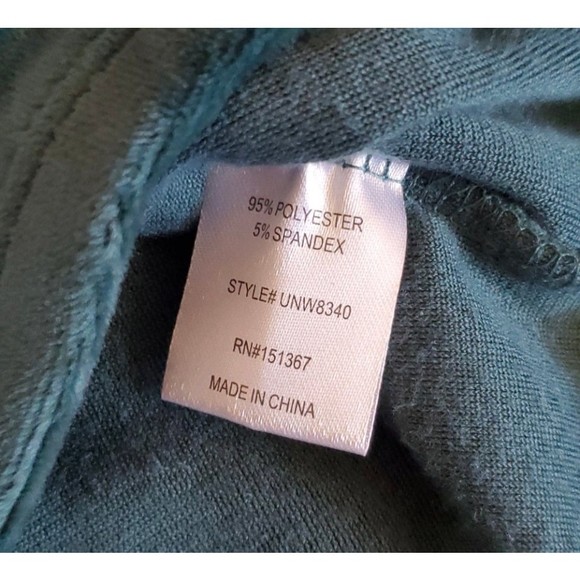 95% POLYESTER
5% SPANDEX
STYLE# UNW8340
RN#151367
MADE IN CHINA